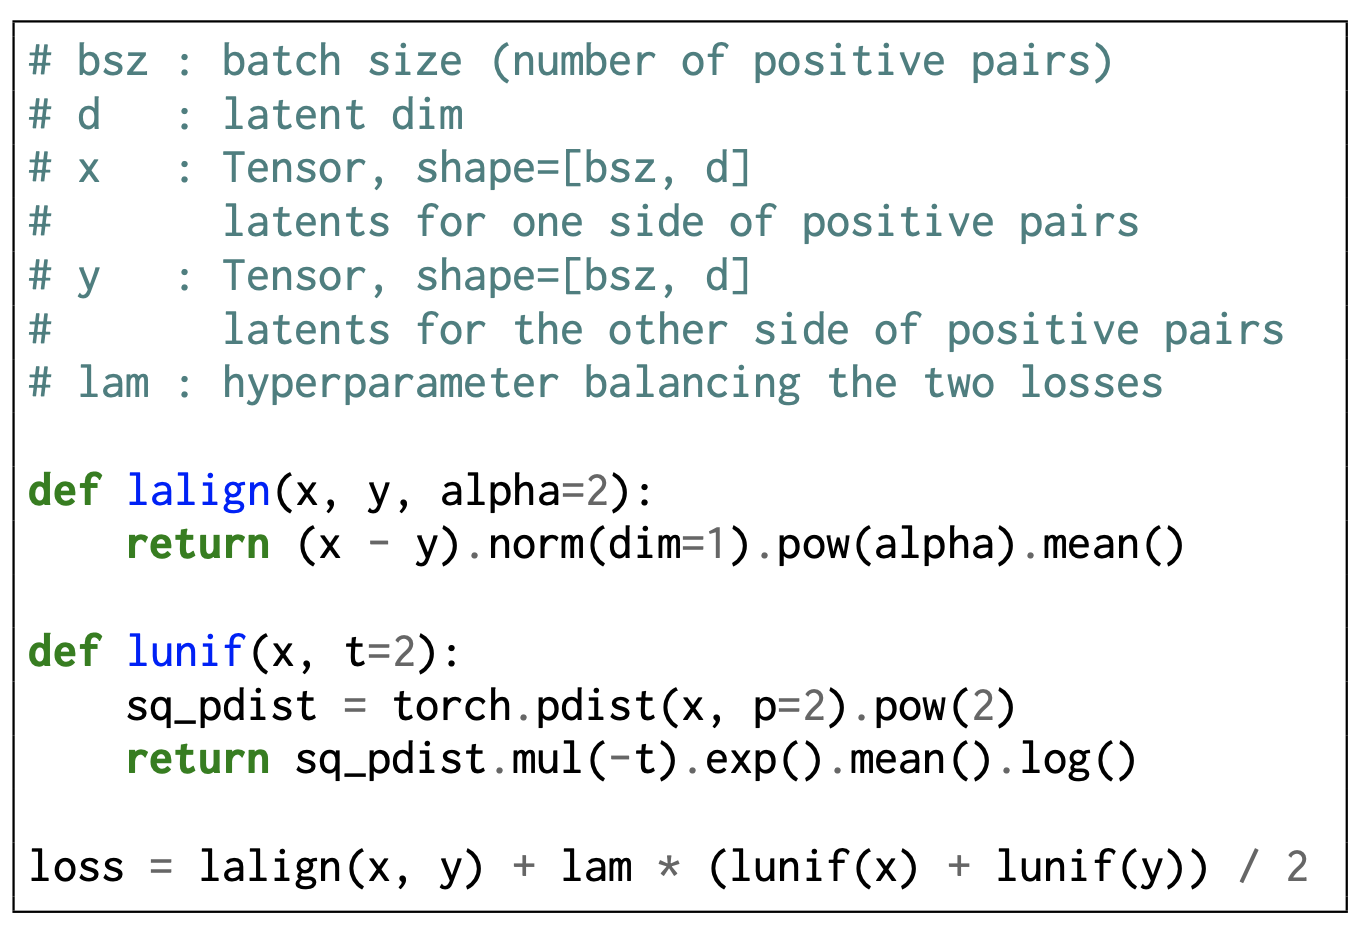 # bsz : batch size (number of positive pairs)
# d   : latent dim
# x   : Tensor, shape=[bsz, d]
#       latents for one side of positive pairs
# y   : Tensor, shape=[bsz, d]
#       latents for the other side of positive pairs
# lam : hyperparameter balancing the two losses

def lalign(x, y, alpha=2):
    return (x - y).norm(dim=1).pow(alpha).mean()

def lunif(x, t=2):
    sq_pdist = torch.pdist(x, p=2).pow(2)
    return sq_pdist.mul(-t).exp().mean().log()

loss = lalign(x, y) + lam * (lunif(x) + lunif(y)) / 2